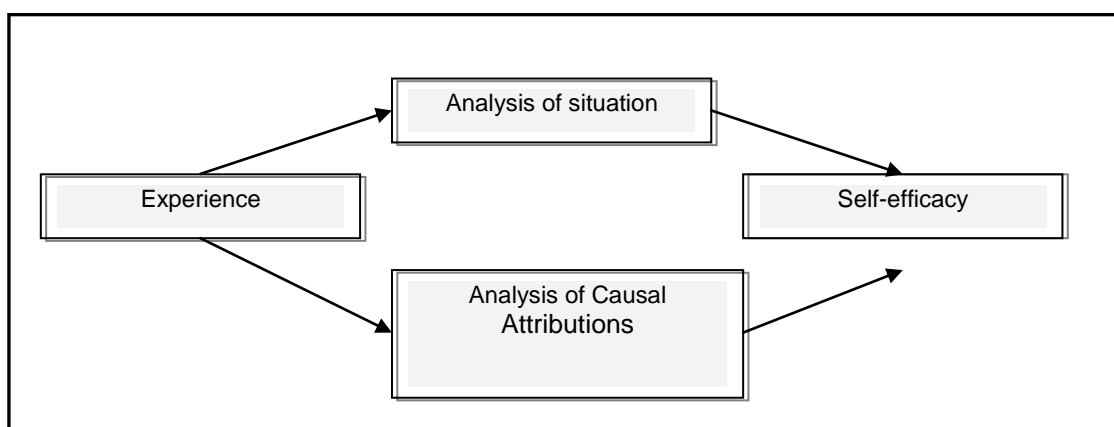 Analysis of situation
Experience
Self-efficacy
Analysis of Causal
Attributions